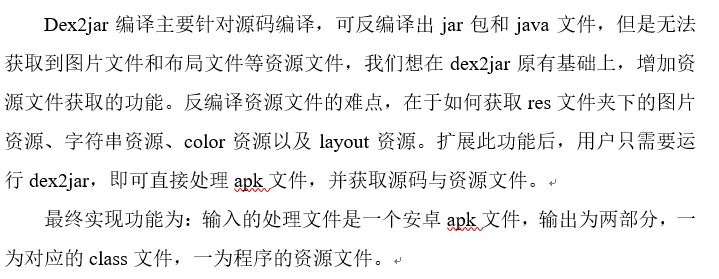 Dex2jar 编译主要针对源码编译，可反编译出 jar 包和 java 文件，但是无法
获取到图片文件和布局文件等资源文件，我们想在 dex2jar 原有基础上，增加资
源文件获取的功能。反编译资源文件的难点，在于如何获取 res 文件夹下的图片
资源、字符串资源、color 资源以及 layout 资源。扩展此功能后，用户只需要运
行 dex2jar，即可直接处理 apk 文件，并获取源码与资源文件。
最终实现功能为：输入的处理文件是一个安卓 apk 文件，输出为两部分，一
为对应的 class 文件，一为程序的资源文件。